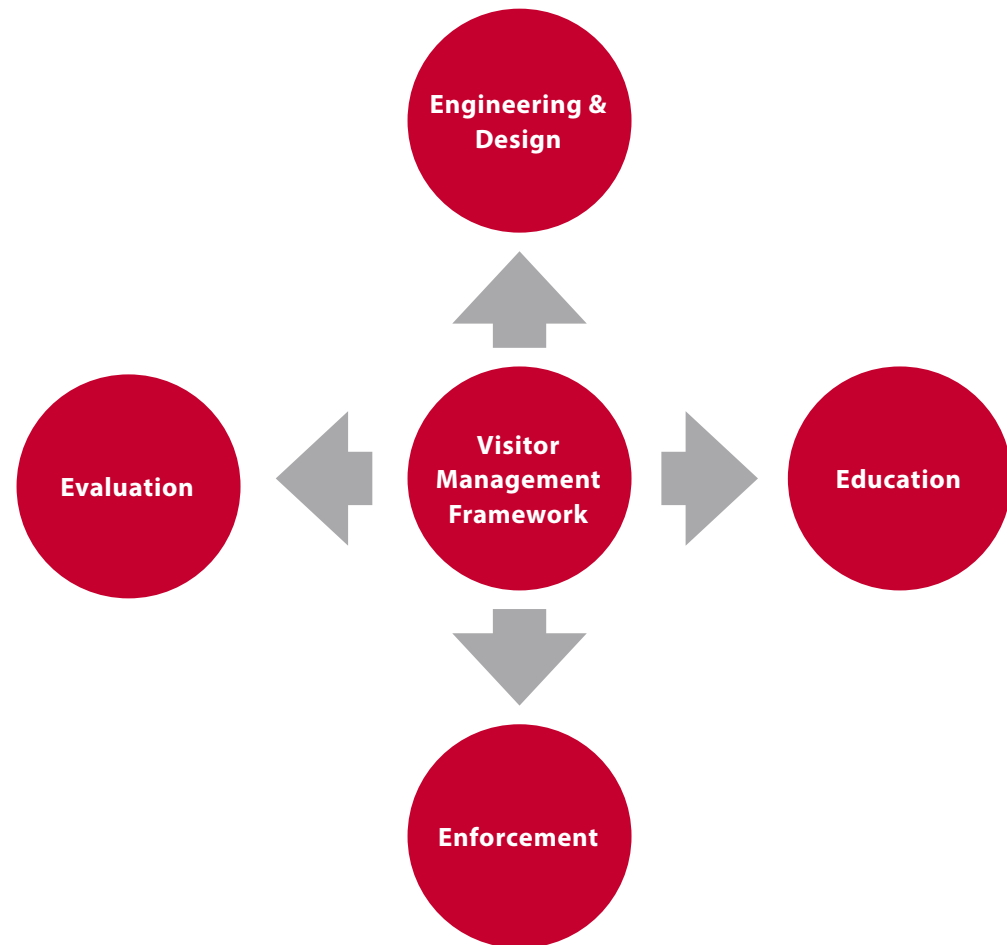 Engineering &
Design
Visitor
Management
Framework
Evaluation
Education
Enforcement